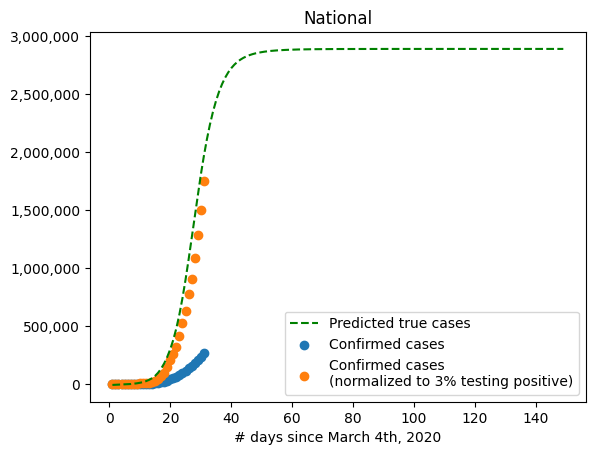 National
3,000,000
2,500,000
2,000,000
1,500,000
1,000,000
500,000
0
0 20 40 60 80 100 120 140
# days since March 4th, 2020
Predicted true cases
Confirmed cases
Confirmed cases
(normalized to 3% testing positive)